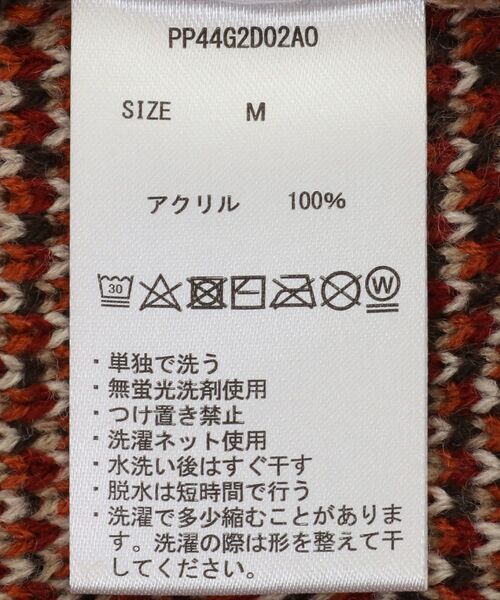 PP44G2D02A0
SIZE M
アクリル 100%
30 W
・単独で洗う
・無蛍光洗剤使用
・つけ置き禁止
・洗濯ネット使用
・水洗い後はすぐ干す
・脱水は短時間で行う
・洗濯で多少縮むことがありま
す。洗濯の際は形を整えて干
してください。